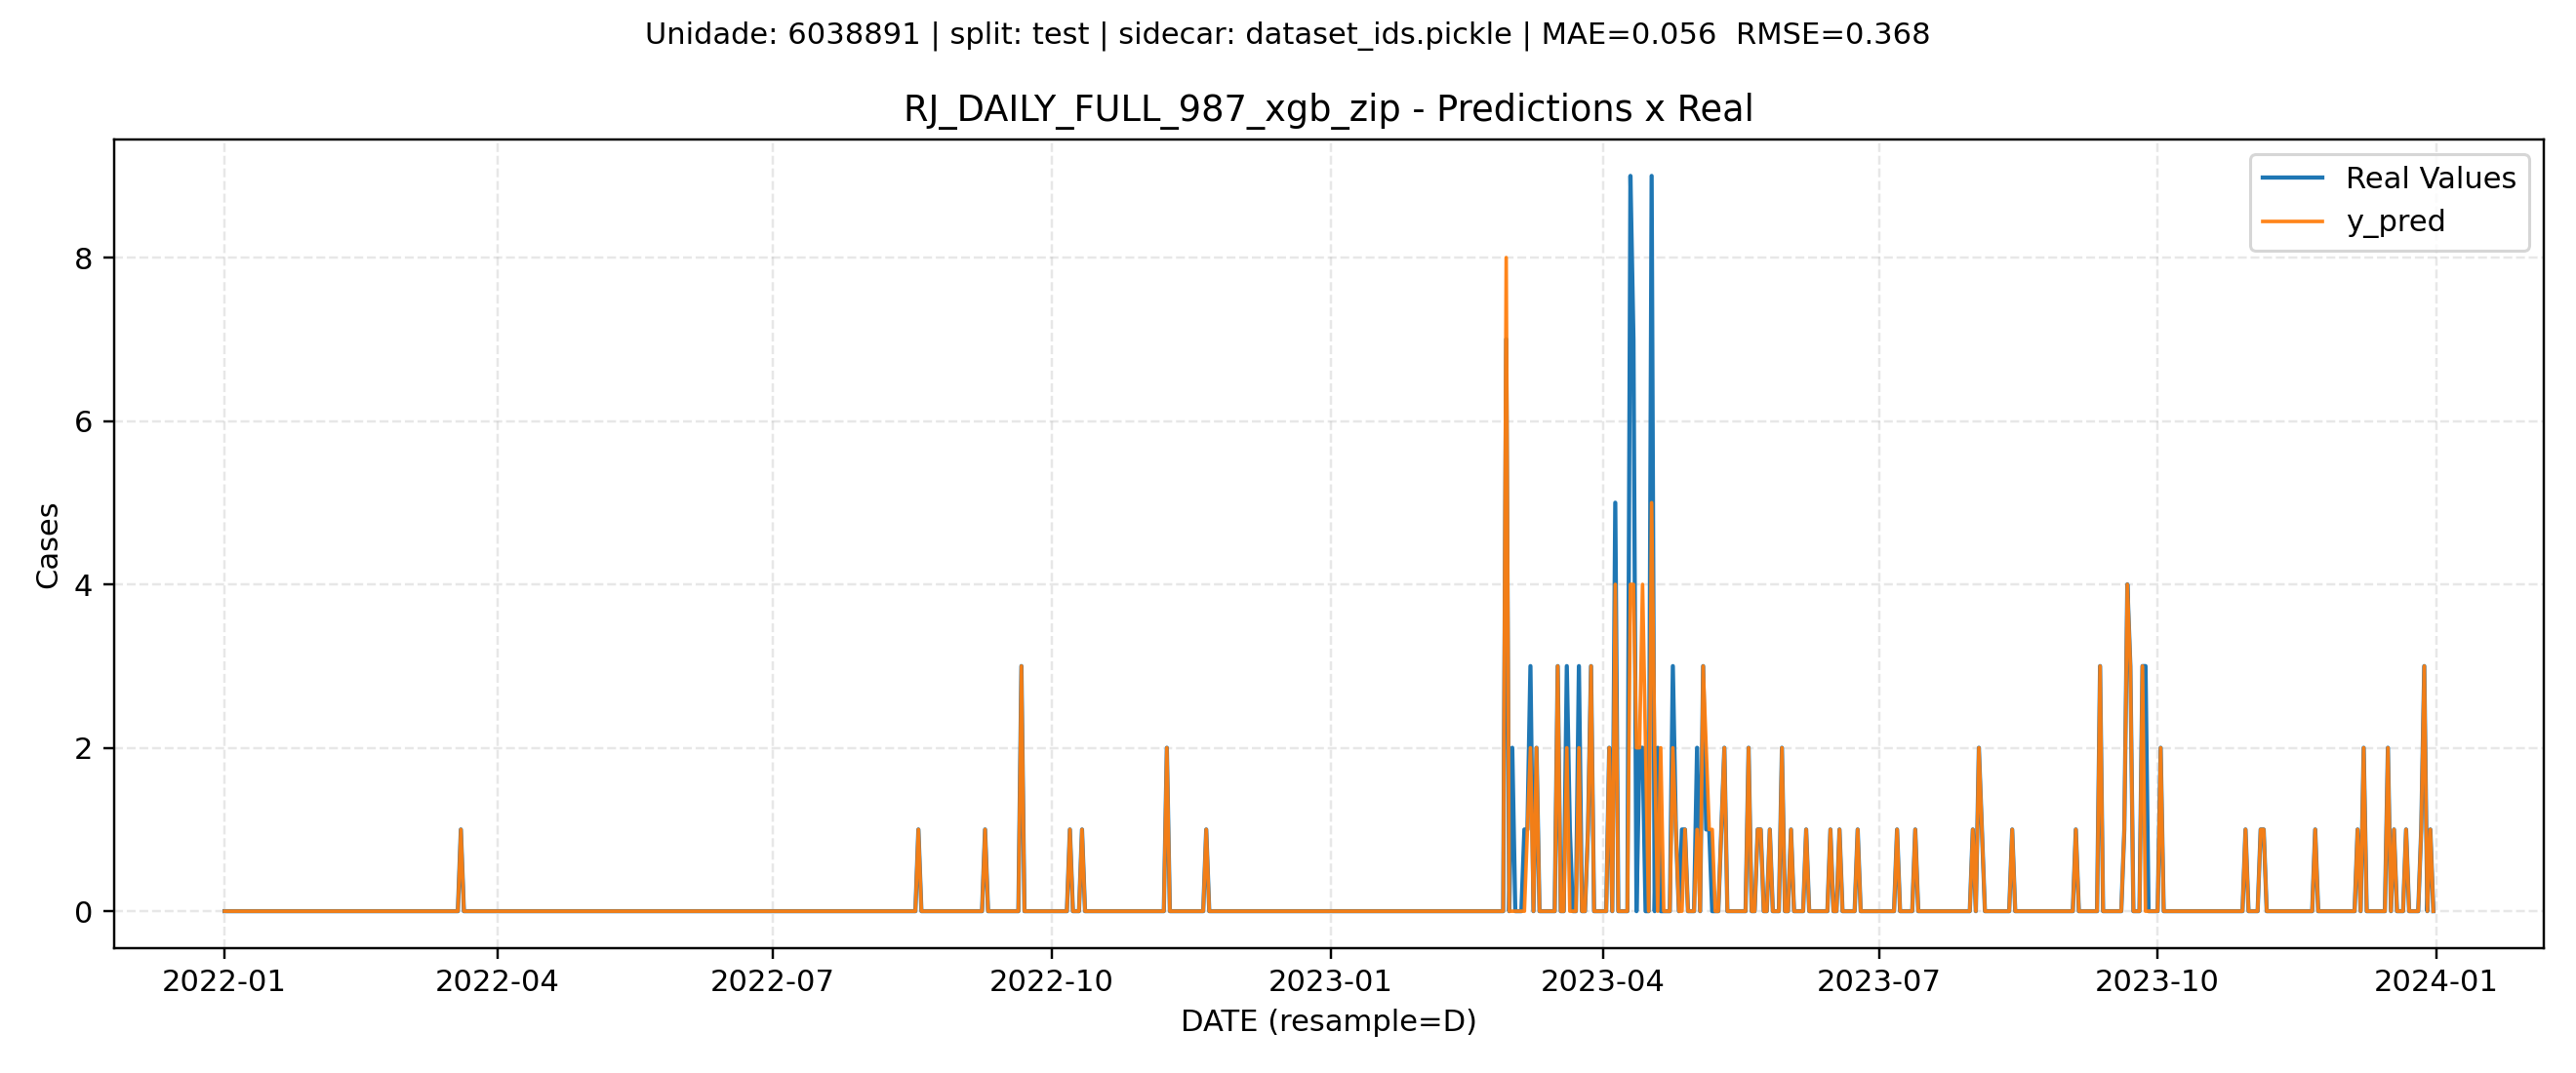 Unidade: 6038891 | split: test | sidecar: dataset_ids.pickle | MAE=0.056  RMSE=0.368
RJ_DAILY_FULL_987_xgb_zip - Predictions x Real
Real Values
y_pred
Cases
8
6
4
2
0
2022-01
2022-04
2022-07
2022-10
2023-01
2023-04
2023-07
2023-10
2024-01
DATE (resample=D)